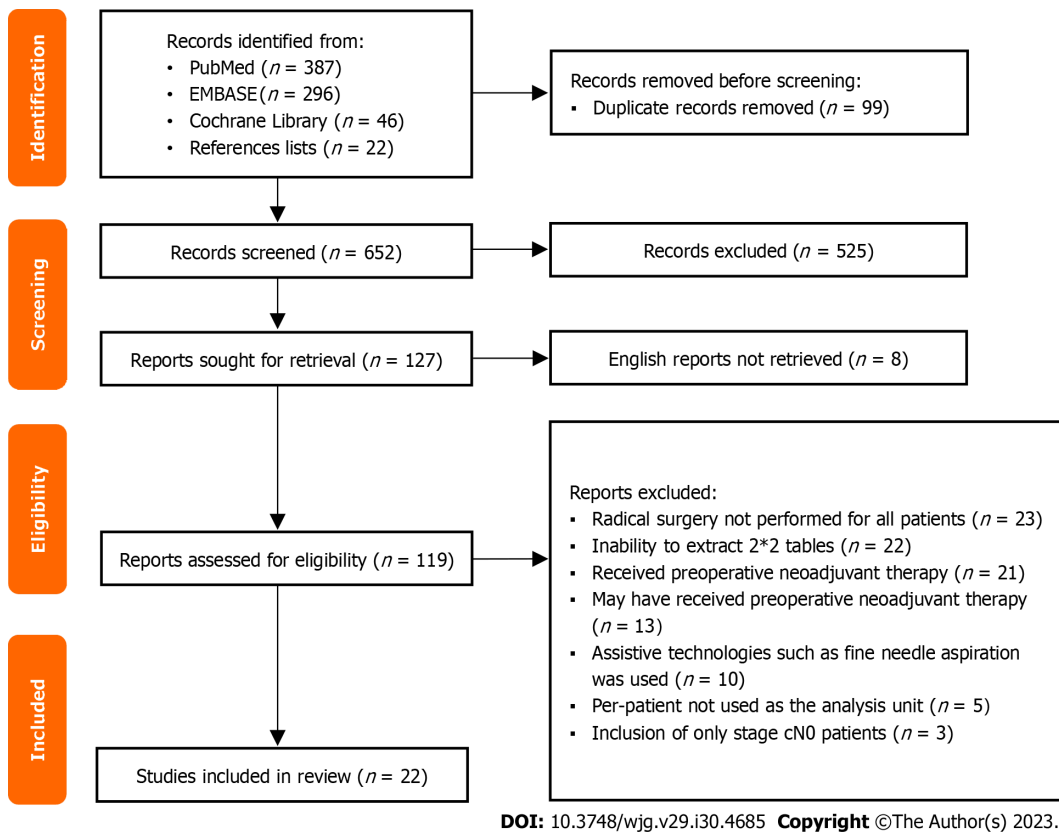 Identification
Records identified from:
• PubMed (n = 387)
• EMBASE (n = 296)
• Cochrane Library (n = 46)
• References lists (n = 22)
Records removed before screening:
▪ Duplicate records removed (n = 99)
Screening
Records screened (n = 652)
Records excluded (n = 525)
Reports sought for retrieval (n = 127)
English reports not retrieved (n = 8)
Eligibility
Reports assessed for eligibility (n = 119)
Reports excluded:
▪ Radical surgery not performed for all patients (n = 23)
▪ Inability to extract 2*2 tables (n = 22)
▪ Received preoperative neoadjuvant therapy (n = 21)
▪ May have received preoperative neoadjuvant therapy
(n = 13)
▪ Assistive technologies such as fine needle aspiration
was used (n = 10)
▪ Per-patient not used as the analysis unit (n = 5)
▪ Inclusion of only stage cN0 patients (n = 3)
Included
Studies included in review (n = 22)
DOI: 10.3748/wjg.v29.i30.4685 Copyright ©The Author(s) 2023.